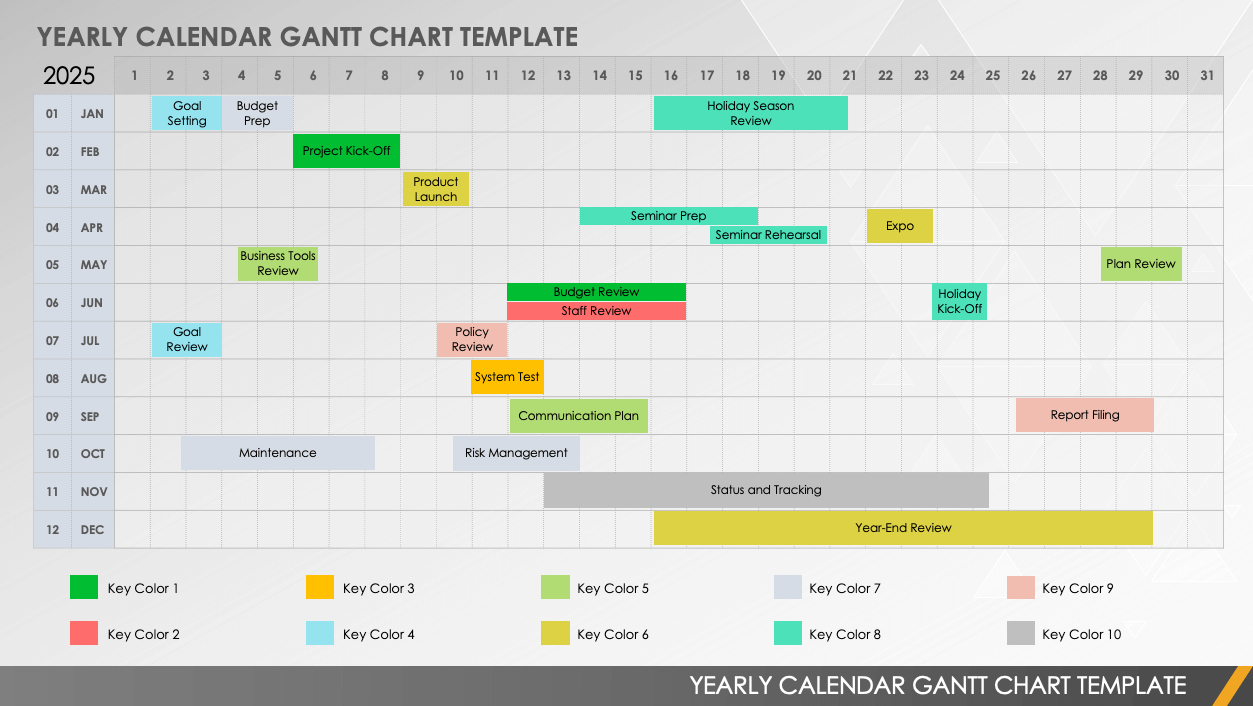 YEARLY CALENDAR GANTT CHART TEMPLATE
2025 1 2 3 4 5 6 7 8 9 10 11 12 13 14 15 16 17 18 19 20 21 22 23 24 25 26 27 28 29 30 31
01 JAN
Goal
Setting
Budget
Prep
Holiday Season
Review
02 FEB Project Kick-Off
03 MAR
Product
Launch
04 APR
Seminar Prep
Seminar Rehearsal
Expo
05 MAY
Business Tools
Review
Plan Review
06 JUN
Budget Review
Staff Review
Holiday
Kick-Off
07 JUL
Goal
Review
Policy
Review
08 AUG System Test
09 SEP Communication Plan Report Filing
10 OCT Maintenance Risk Management
11 NOV Status and Tracking
12 DEC Year-End Review
Key Color 1 Key Color 3 Key Color 5 Key Color 7 Key Color 9
Key Color 2 Key Color 4 Key Color 6 Key Color 8 Key Color 10
YEARLY CALENDAR GANTT CHART TEMPLATE